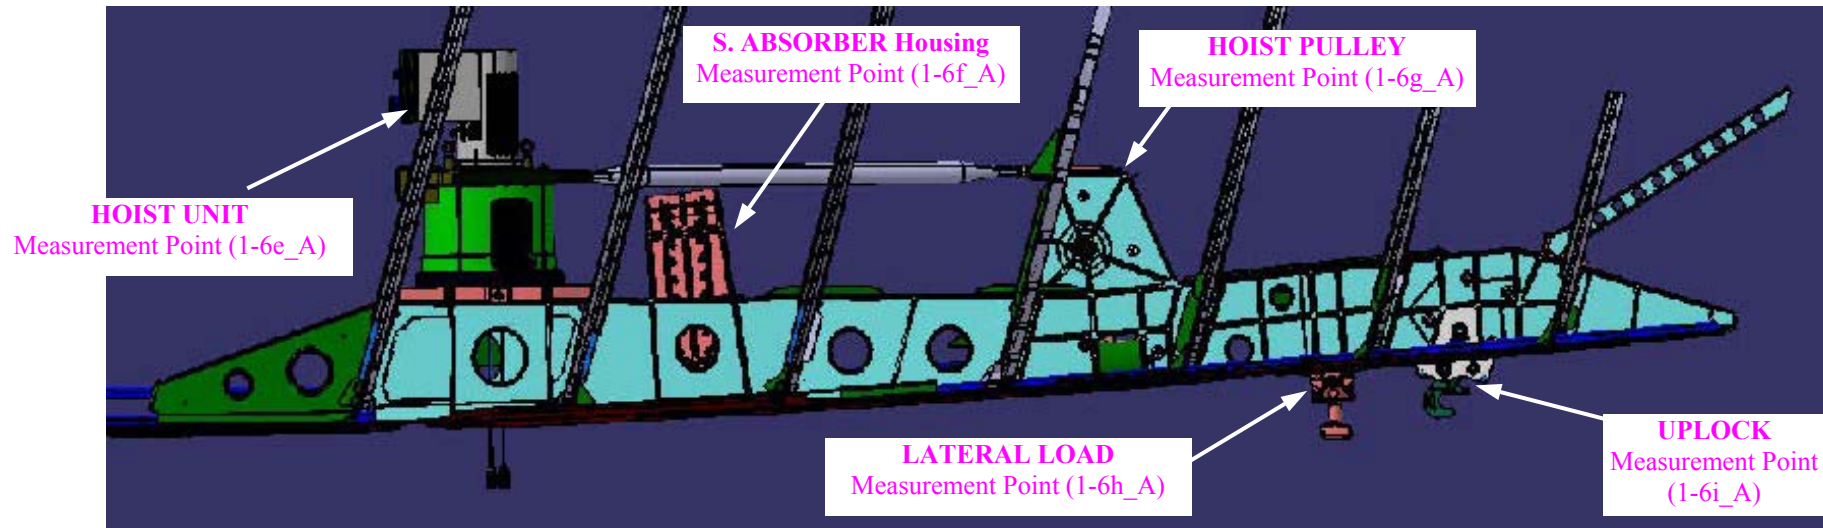 S. ABSORBER Housing
Measurement Point (1-6f_A)
HOIST PULLEY
Measurement Point (1-6g_A)
HOIST UNIT
Measurement Point (1-6e_A)
LATERAL LOAD
Measurement Point (1-6h_A)
UPLOCK
Measurement Point
(1-6i_A)